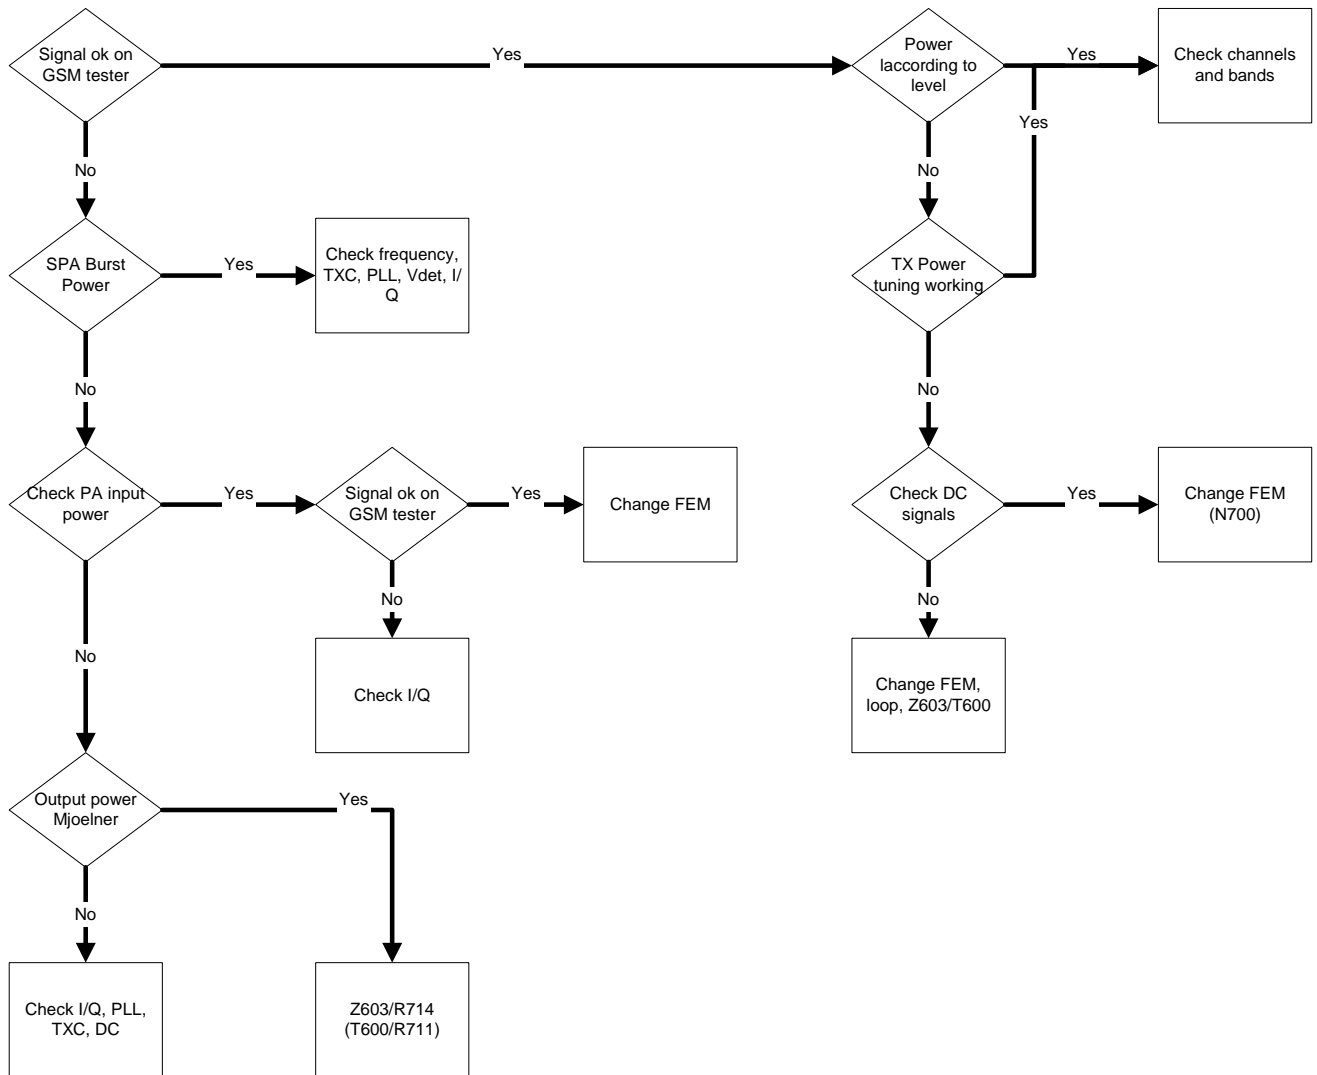 Signal ok on
GSM tester
Yes
Power
laccording to
level
Yes
Check channels
and bands
Yes
No
No
SPA Burst
Power
Yes
Check frequency,
TXC, PLL, Vdet, I/
Q
TX Power
tuning working
No
No
Check PA input
power
Yes
Signal ok on
GSM tester
Yes
Change FEM
Check DC
signals
Yes
Change FEM
(N700)
No
No
No
Check I/Q
Change FEM,
loop, Z603/T600
Output power
Mjoelner
Yes
No
Check I/Q, PLL,
TXC, DC
Z603/R714
(T600/R711)